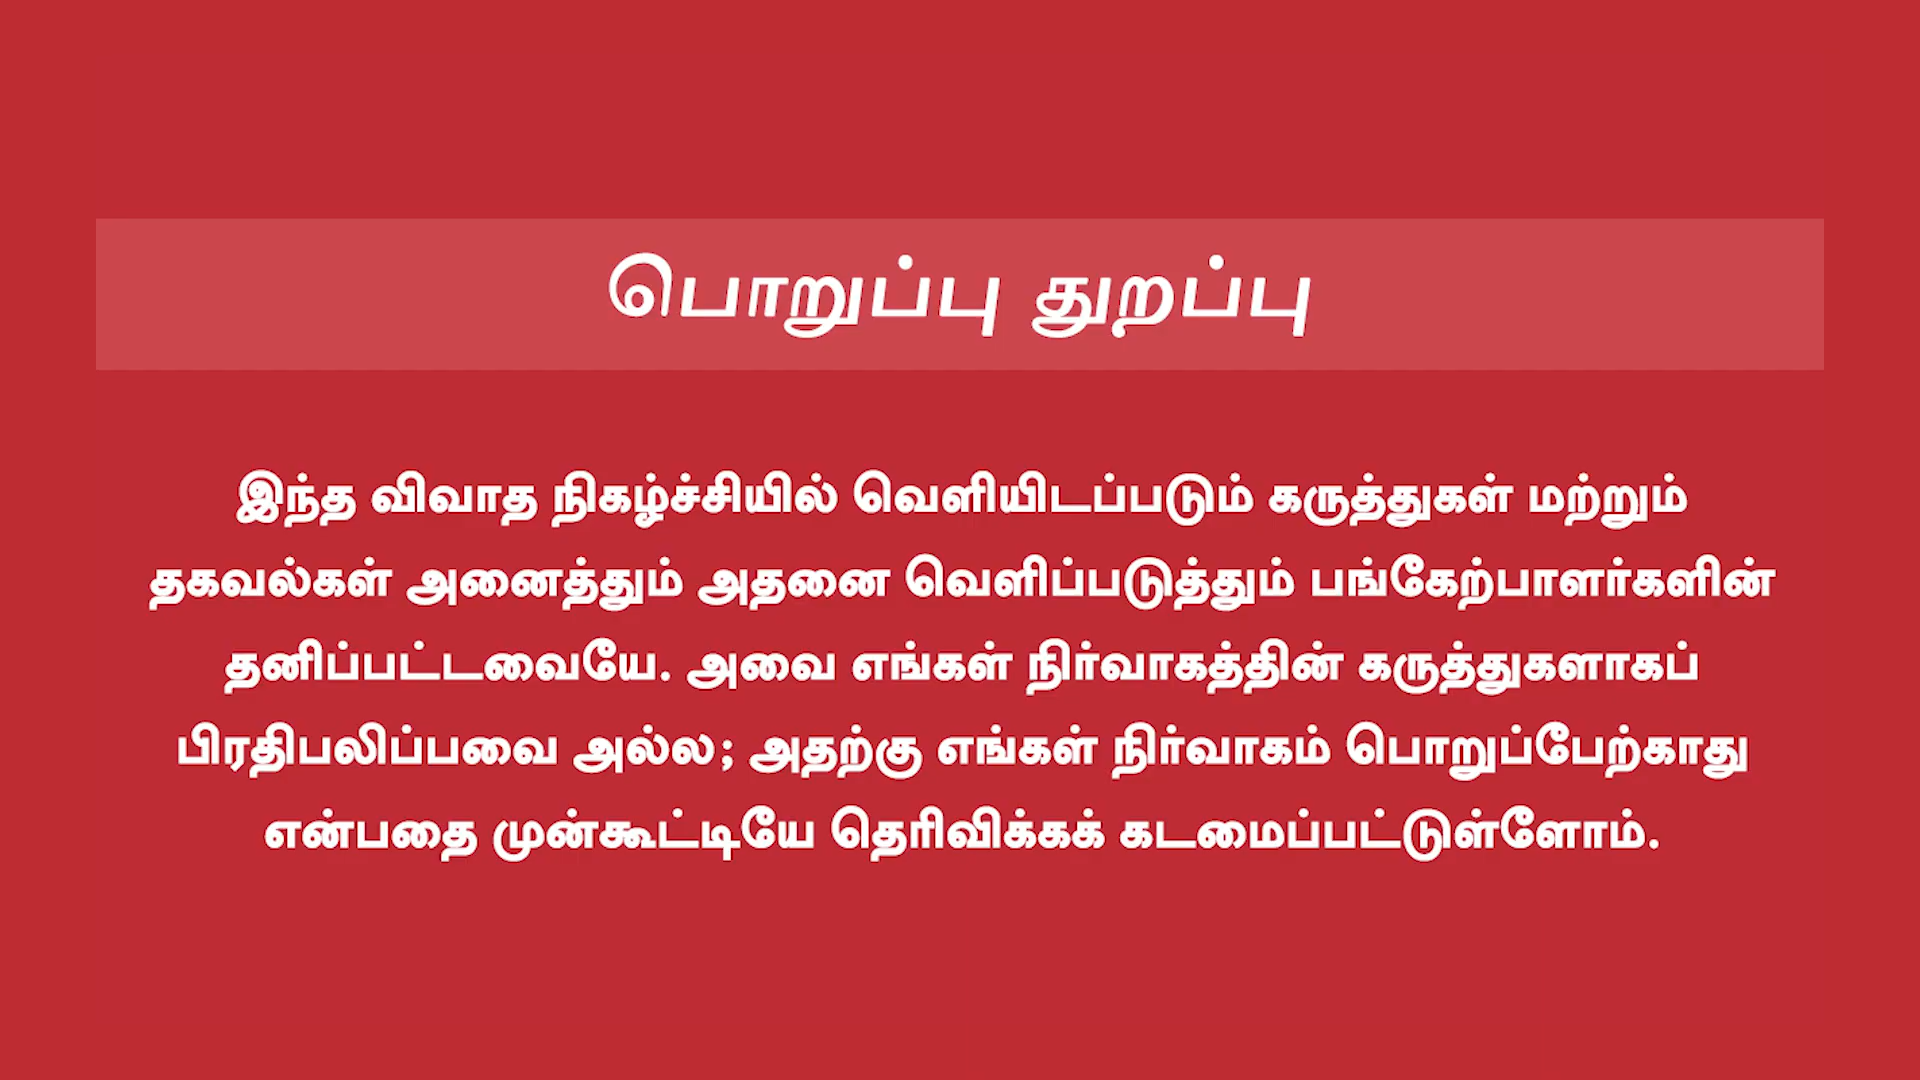 பொறுப்பு துறப்பு
இந்த விவாத நிகழ்ச்சியில் வெளியிடப்படும் கருத்துகள் மற்றும்
தகவல்கள் அனைத்தும் அதனை வெளிப்படுத்தும் பங்கேற்பாளர்களின்
தனிப்பட்டவையே. அவை எங்கள் நிர்வாகத்தின் கருத்துகளாகப்
பிரதிபலிப்பவை அல்ல; அதற்கு எங்கள் நிர்வாகம் பொறுப்பேற்காது
என்பதை முன்கூட்டியே தெரிவிக்கக் கடமைப்பட்டுள்ளோம்.